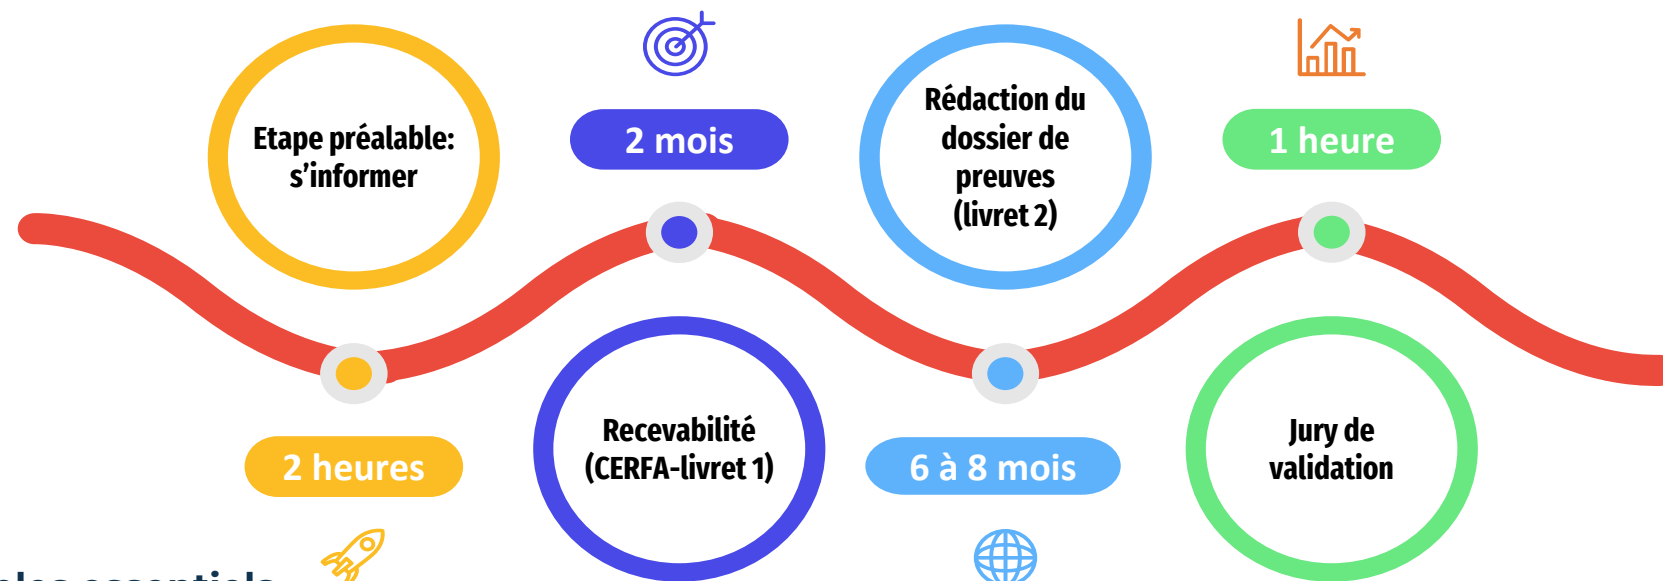 Etape préalable:
s’informer
2 heures
2 mois
Recevabilité
(CERFA-livret 1)
Rédaction du
dossier de
preuves
(livret 2)
6 à 8 mois
1 heure
Jury de
validation
essentiels